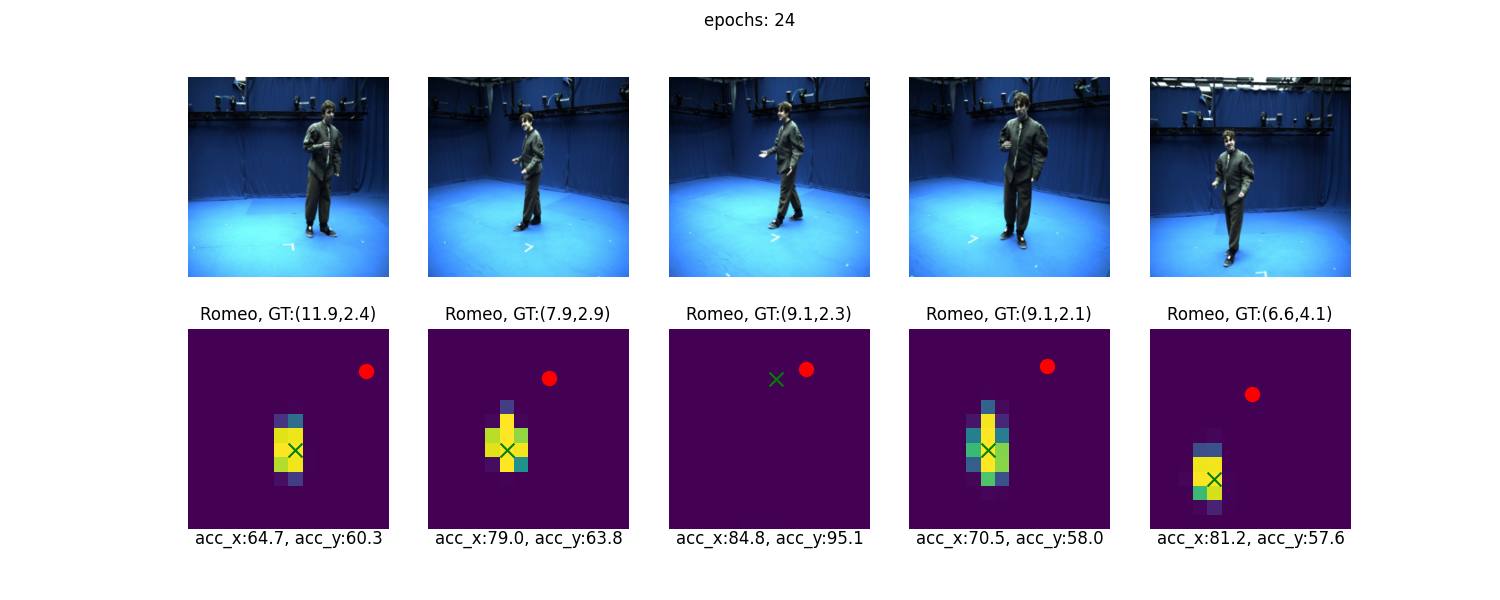 epochs: 24
Romeo, GT:(11.9,2.4)
Romeo, GT:(7.9,2.9)
Romeo, GT:(9.1,2.3)
Romeo, GT:(9.1,2.1)
Romeo, GT:(6.6,4.1)
acc_x:64.7, acc_y:60.3
acc_x:79.0, acc_y:63.8
acc_x:84.8, acc_y:95.1
acc_x:70.5, acc_y:58.0
acc_x:81.2, acc_y:57.6